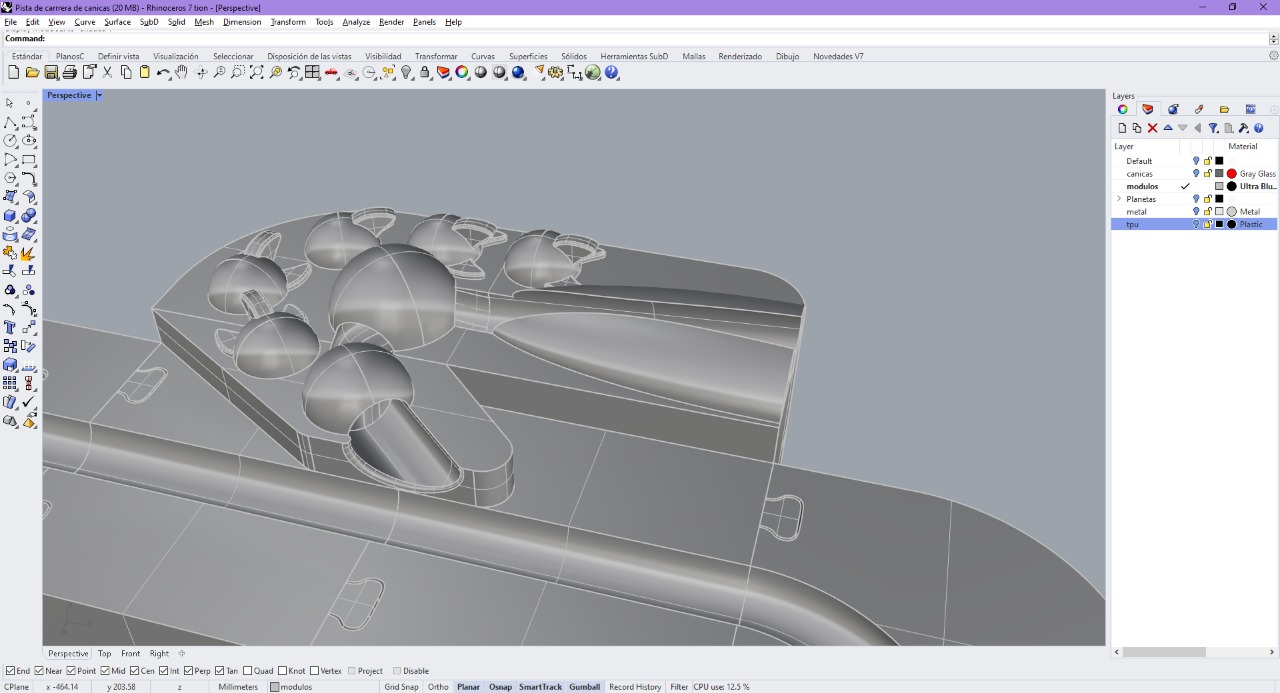 Pista de carrera de canicas (20 MB) - Rhinoceros 7 tion - [Perspective]
File Edit View Curve Surface SubD Solid Mesh Dimension Transform Tools Analyze Render Panels Help
Command:
Estándar PlanosC Definir vista Visualización Seleccionar Disposición de las vistas Visibilidad Transformar Curvas Superficies Sólidos Herramientas SubD Mallas Renderizado Dibujo Novedades V7
Perspective
Layers
Layer Material
Default
canicas Gray Glass
modulos Ultra Blu...
Planetas
metal Metal
tpu Plastic
Perspective Top Front Right
End Near Point Mid Cen Int Perp Tan Quad Knot Vertex Project Disable
CPlane x -464.14 y 203.58 z Millimeters modulos Grid Snap Ortho Planar Osnap SmartTrack Gumball Record History Filter CPU use: 12.5 %